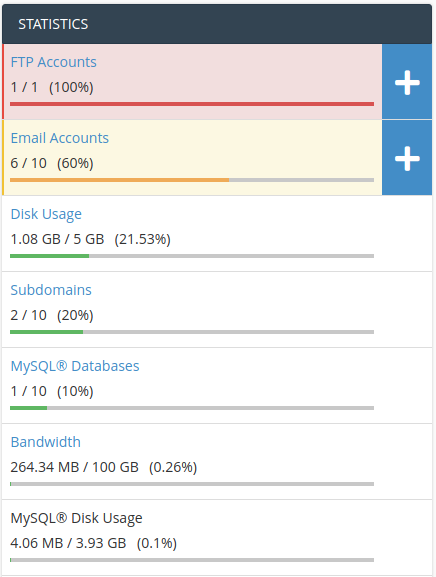 STATISTICS
FTP Accounts
1 / 1 (100%)
Email Accounts
6 / 10 (60%)
Disk Usage
1.08 GB / 5 GB (21.53%)
Subdomains
2 / 10 (20%)
MySQL® Databases
1 / 10 (10%)
Bandwidth
264.34 MB / 100 GB (0.26%)
MySQL® Disk Usage
4.06 MB / 3.93 GB (0.1%)